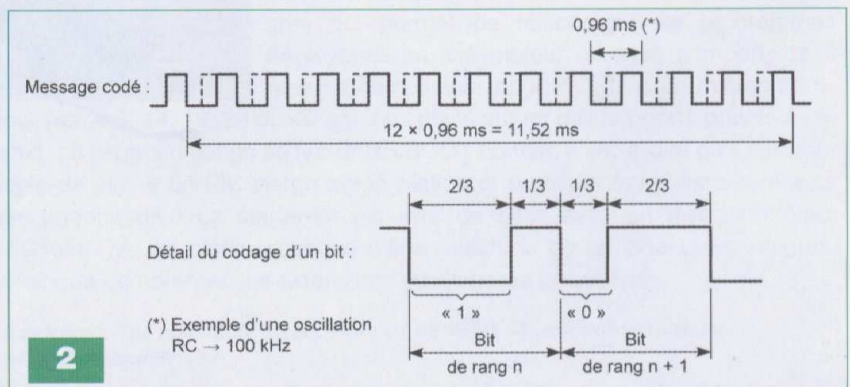 0,96 ms (*)
Message codé :
12 × 0,96 ms = 11,52 ms
2/3 1/3 1/3 2/3
Détail du codage d'un bit :
« 1 » « 0 »
(*) Exemple d'une oscillation
RC → 100 kHz
Bit Bit
de rang n de rang n + 1
2